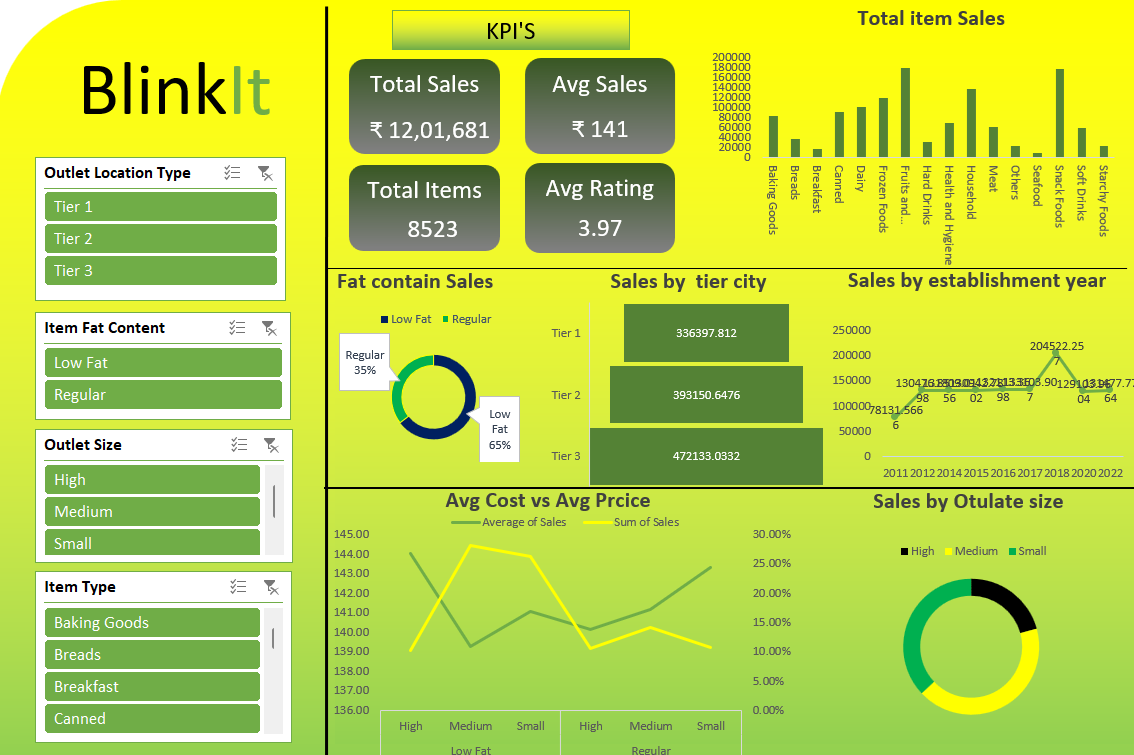 BlinkIt
Outlet Location Type
Tier 1
Tier 2
Tier 3
Item Fat Content
Low Fat
Regular
Outlet Size
High
Medium
Small
Item Type
Baking Goods
Breads
Breakfast
Canned
KPI'S
Total Sales
₹ 12,01,681
Avg Sales
₹ 141
Total Items
8523
Avg Rating
3.97
Total item Sales
200000
180000
160000
140000
120000
100000
80000
60000
40000
20000
0
Baking Goods
Breads
Breakfast
Canned
Dairy
Frozen Foods
Fruits and...
Hard Drinks
Health and Hygiene
Household
Meat
Others
Seafood
Snack Foods
Soft Drinks
Starchy Foods
Fat contain Sales
Low Fat Regular
Regular
35%
Low
Fat
65%
Sales by tier city
Tier 1 336397.812
Tier 2 393150.6476
Tier 3 472133.0332
Sales by establishment year
250000
200000
150000
100000
50000
0
78131.566
6
204522.25
7
2011 2012 2014 2015 2016 2017 2018 2020 2022
Avg Cost vs Avg Prcice
Average of Sales Sum of Sales
145.00
144.00
143.00
142.00
141.00
140.00
139.00
138.00
137.00
136.00
30.00%
25.00%
20.00%
15.00%
10.00%
5.00%
0.00%
High Medium Small High Medium Small
Low Fat Regular
Sales by Otulate size
High Medium Small